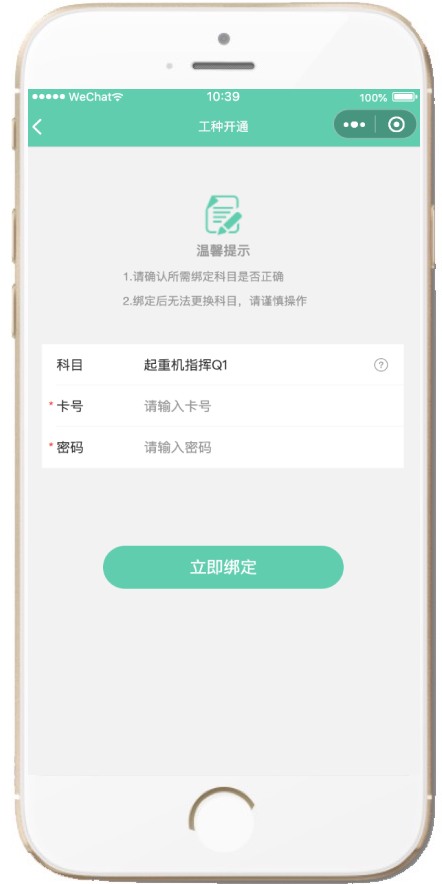 ●●●●● WeChat 10:39 100%
工种开通
温馨提示
1.请确认所需绑定科目是否正确
2.绑定后无法更换科目，请谨慎操作
科目 起重机指挥Q1 ?
* 卡号 请输入卡号
* 密码 请输入密码
立即绑定